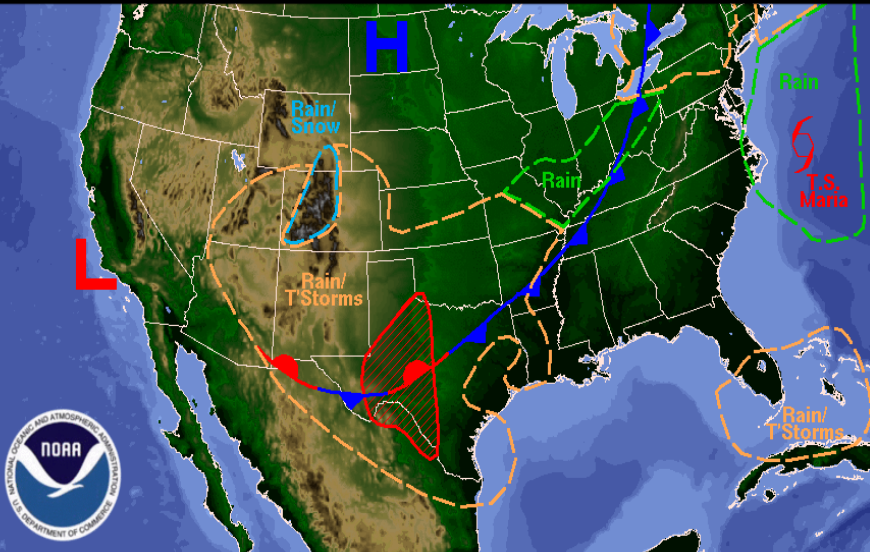 H
Rain/
Snow
Rain
T.S.
Maria
Rain
L
Rain/
T'Storms
Rain/
T'Storms
NATIONAL OCEANIC AND ATMOSPHERIC ADMINISTRATION
NOAA
U.S. DEPARTMENT OF COMMERCE